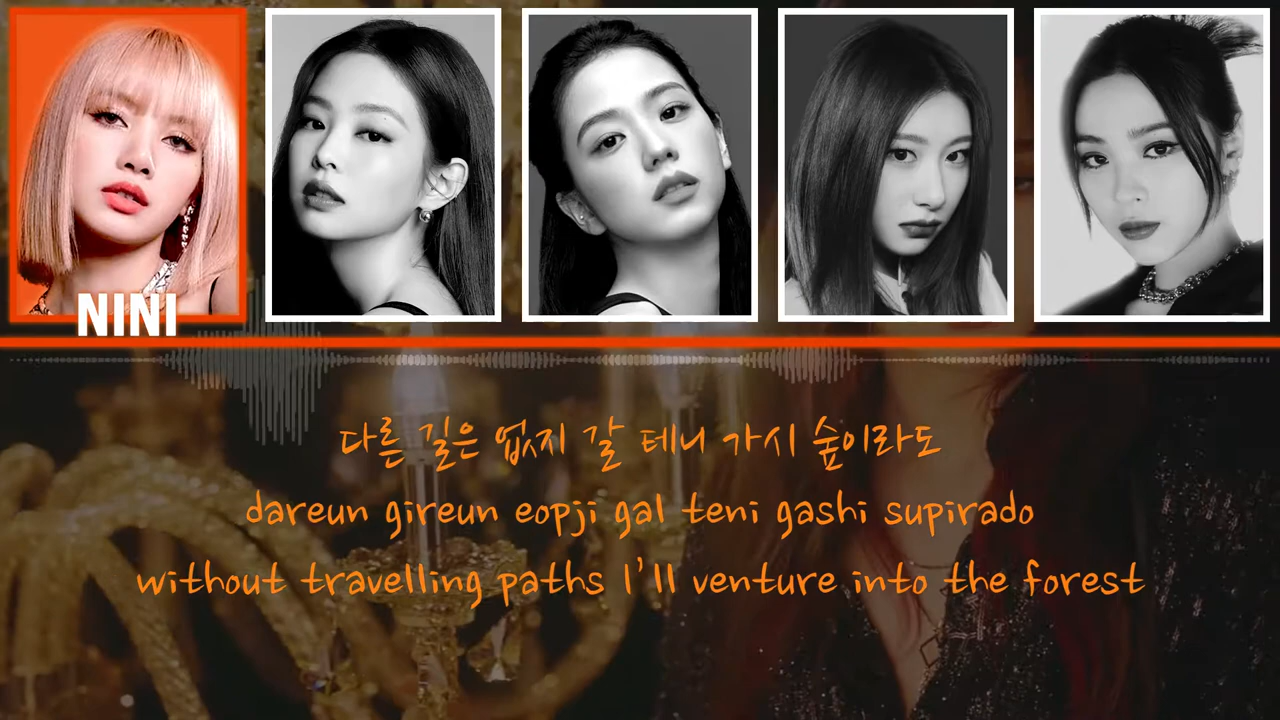 NINI
다른 길은 없지 갈 테니 가시 숲이라도
dareun gireun eopji gal teni gashi supirado
without travelling paths I'll venture into the forest